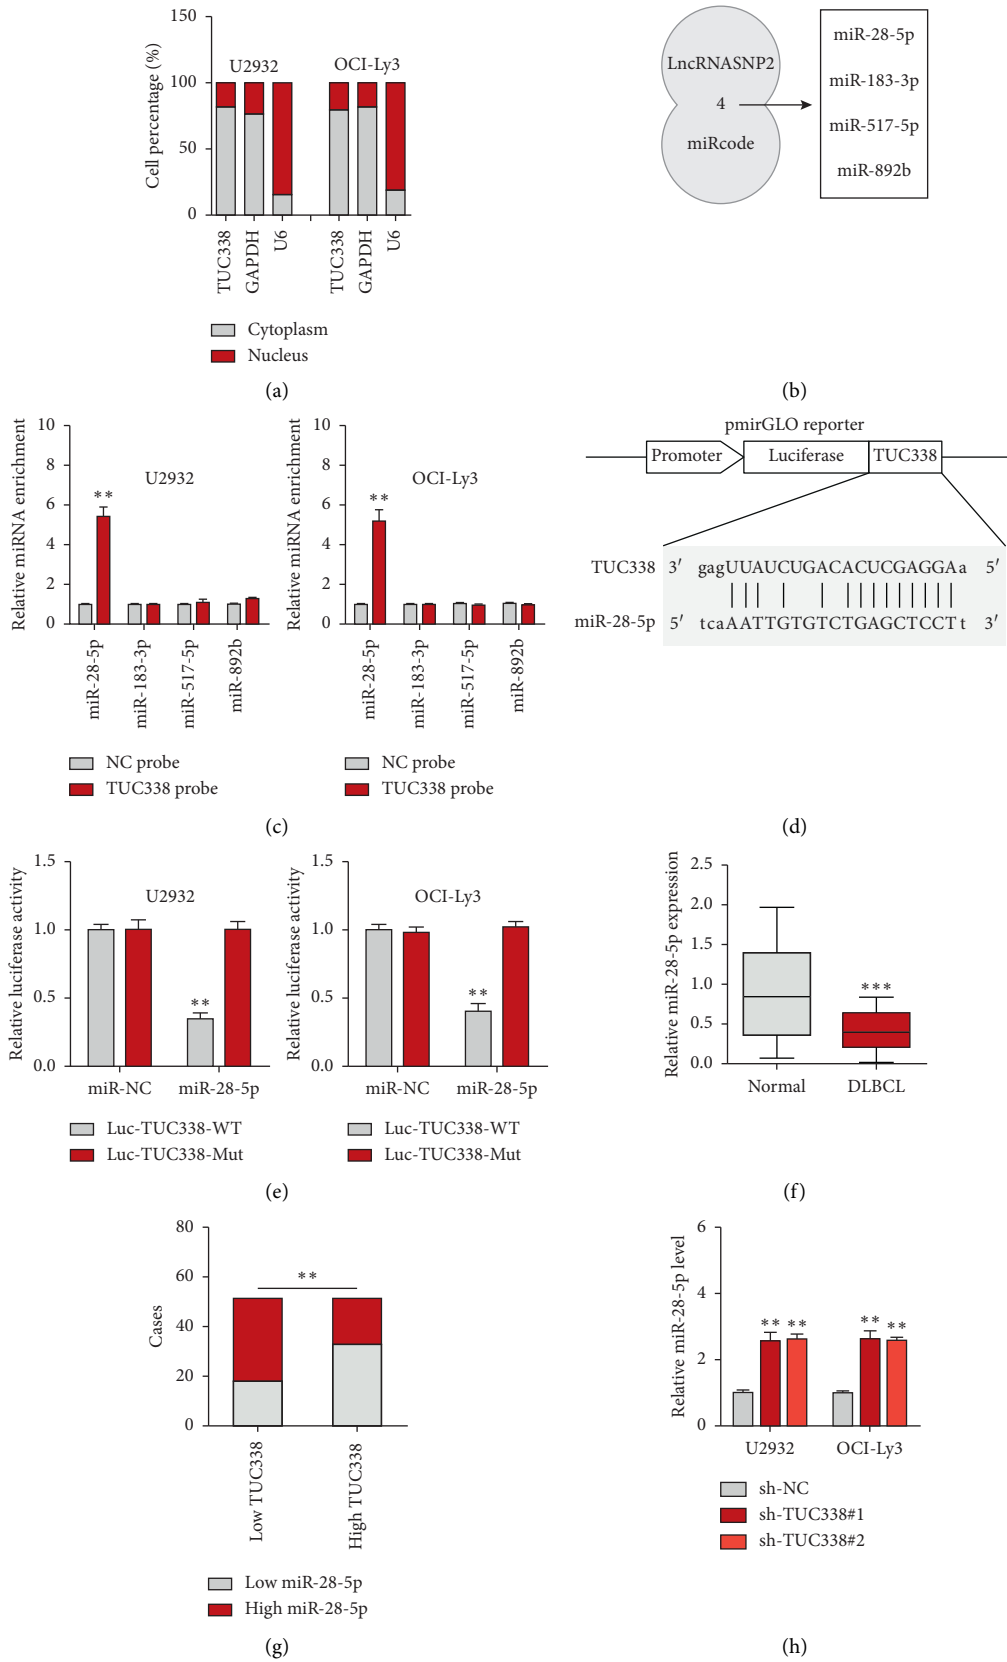 150
100
50
0
Cell percentage (%)
U2932
OCI-Ly3
TUC338
GAPDH
U6
TUC338
GAPDH
U6
Cytoplasm
Nucleus
(a)
LncRNASNP2
4
miRcode
miR-28-5p
miR-183-3p
miR-517-5p
miR-892b
(b)
10
8
6
4
2
0
Relative miRNA enrichment
U2932
**
miR-28-5p
miR-183-3p
miR-517-5p
miR-892b
NC probe
TUC338 probe
10
8
6
4
2
0
Relative miRNA enrichment
OCI-Ly3
**
miR-28-5p
miR-183-3p
miR-517-5p
miR-892b
NC probe
TUC338 probe
(c)
pmirGLO reporter
Promoter Luciferase TUC338
TUC338 3′ gagUUAUCUGACACUCGAGGAa 5′
miR-28-5p 5′ tcaAATTGTGTCTGAGCTCCTt 3′
(d)
1.5
1.0
0.5
0.0
Relative luciferase activity
U2932
**
miR-NC miR-28-5p
Luc-TUC338-WT
Luc-TUC338-Mut
1.5
1.0
0.5
0.0
Relative luciferase activity
OCI-Ly3
**
miR-NC miR-28-5p
Luc-TUC338-WT
Luc-TUC338-Mut
(e)
2.5
2.0
1.5
1.0
0.5
0.0
Relative miR-28-5p expression
***
Normal DLBCL
(f)
80
60
40
20
0
Cases
**
Low TUC338
High TUC338
Low miR-28-5p
High miR-28-5p
(g)
6
4
2
0
Relative miR-28-5p level
** ** ** **
U2932 OCI-Ly3
sh-NC
sh-TUC338#1
sh-TUC338#2
(h)